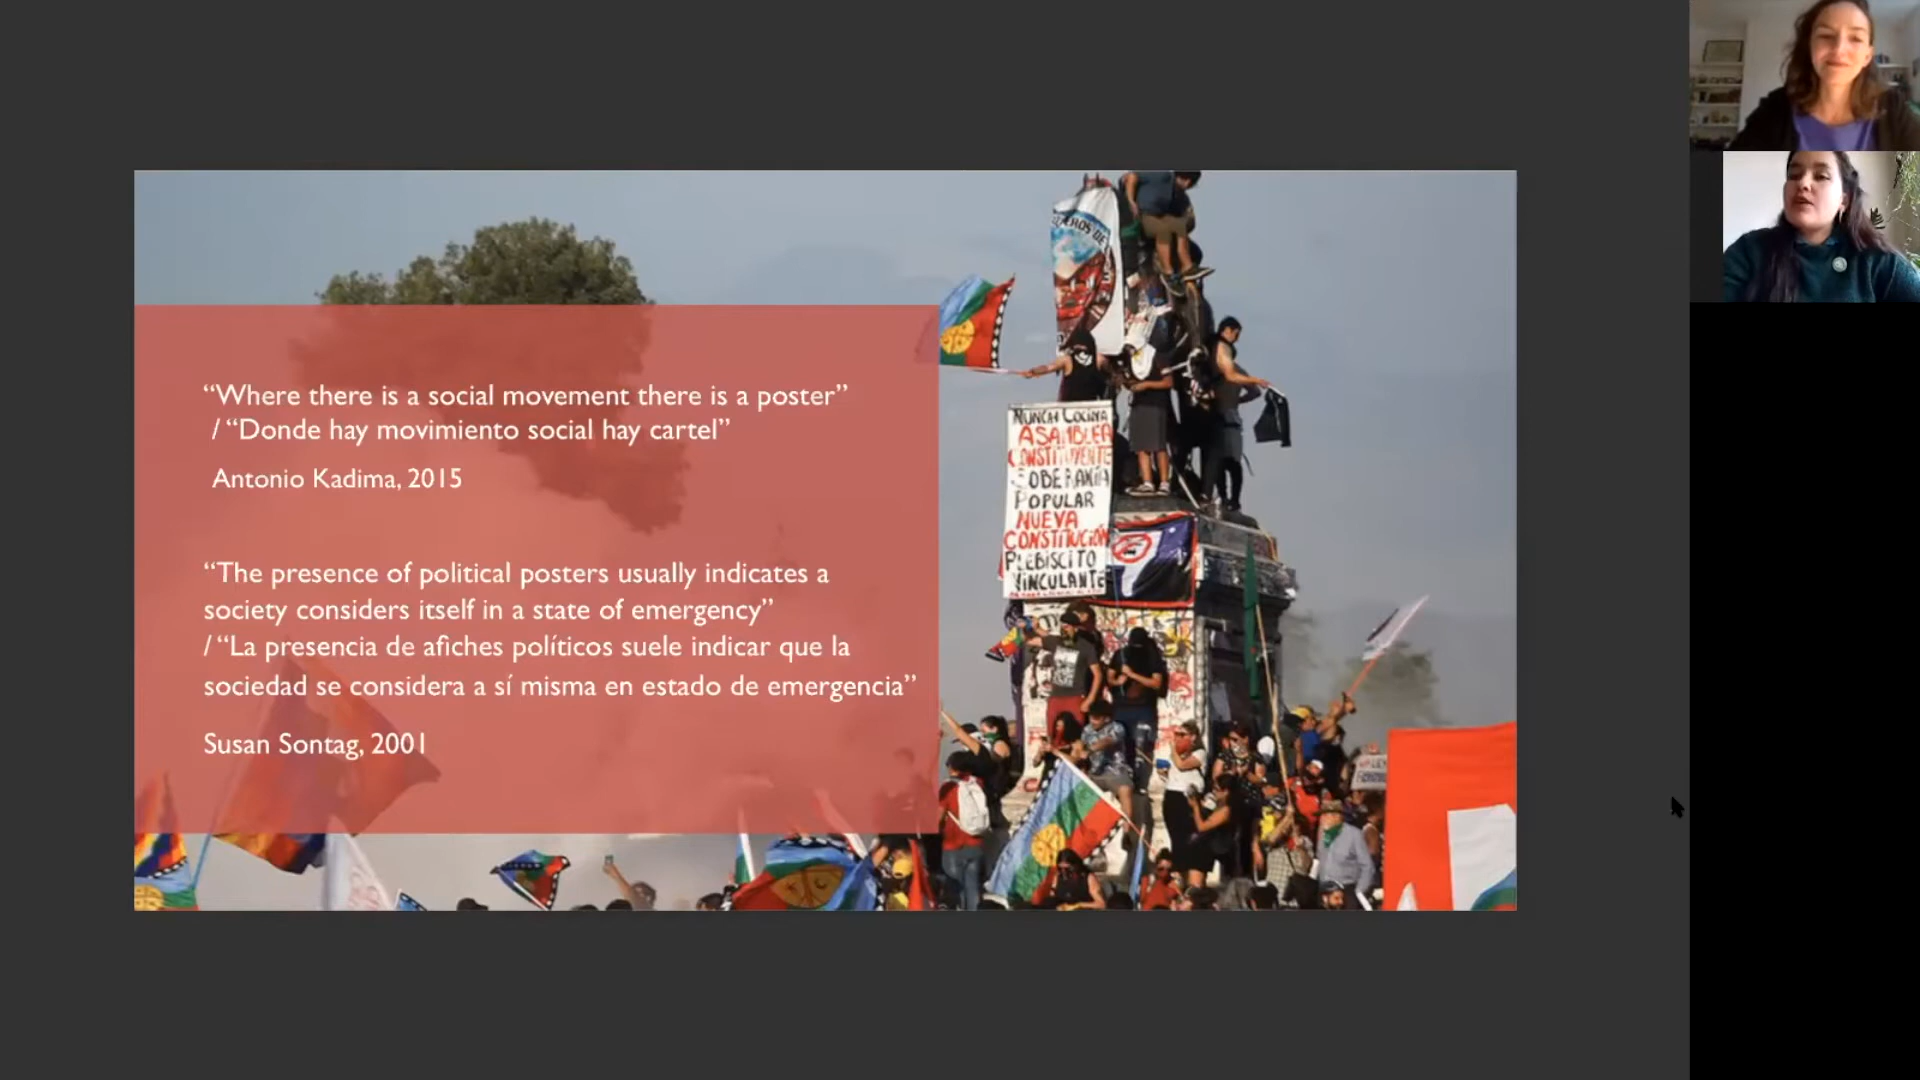 “Where there is a social movement there is a poster”
/ “Donde hay movimiento social hay cartel”
Antonio Kadima, 2015
“The presence of political posters usually indicates a
society considers itself in a state of emergency”
/ “La presencia de afiches políticos suele indicar que la
sociedad se considera a sí misma en estado de emergencia”
Susan Sontag, 2001
ASAMBLEA
CONSTITUYENTE
SOBERANÍA
POPULAR
NUEVA
CONSTITUCIÓN
PLEBISCITO
VINCULANTE